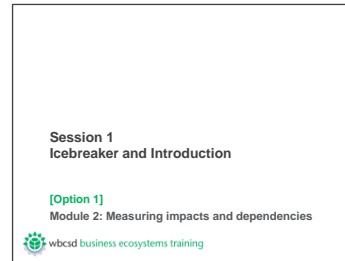 Session 1
Icebreaker and Introduction
[Option 1]
Module 2: Measuring impacts and dependencies
wbcsd business ecosystems training